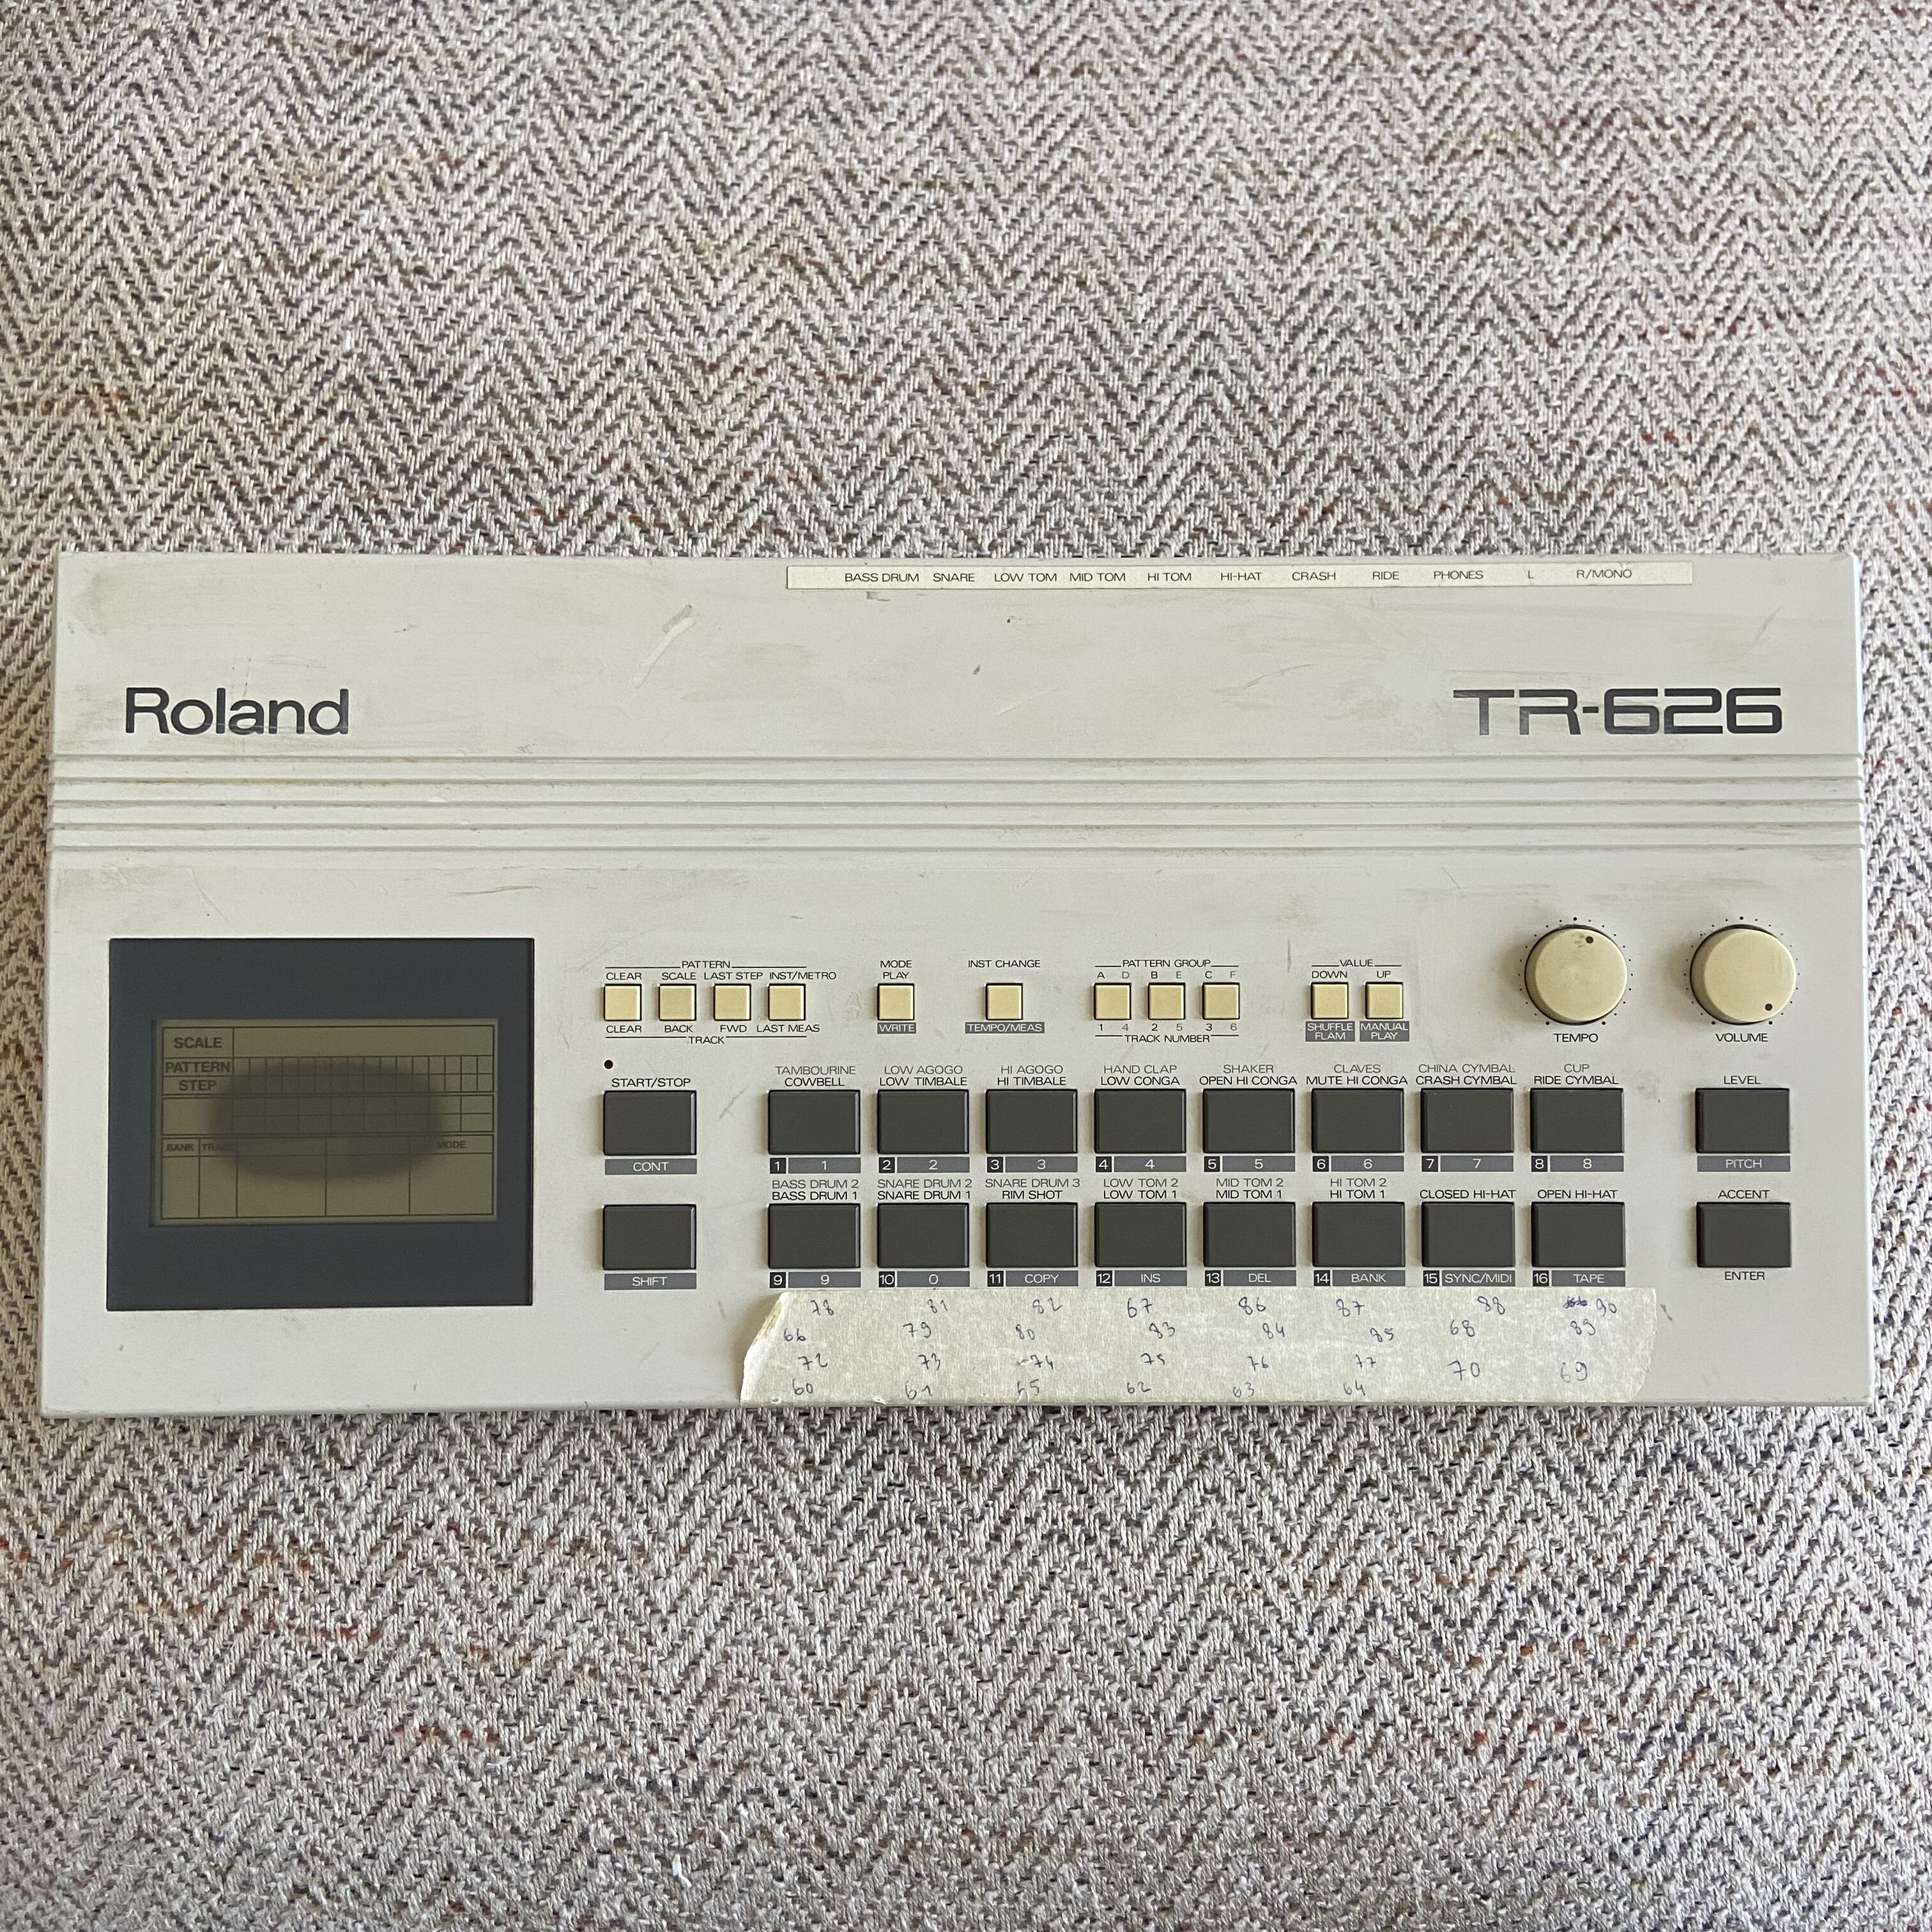 BASS DRUM SNARE LOW TOM MID TOM HI TOM HI-HAT CRASH RIDE PHONES L R/MONO
Roland TR-626
PATTERN
CLEAR SCALE LAST STEP INST/METRO
CLEAR BACK FWD LAST MEAS
TRACK
MODE
PLAY
WRITE
INST CHANGE
TEMPO/MEAS
PATTERN GROUP
A D B E C F
1 4 2 5 3 6
TRACK NUMBER
VALUE
DOWN UP
SHUFFLE MANUAL
FLAM PLAY
TEMPO VOLUME
SCALE
PATTERN
STEP
BANK MODE
START/STOP
CONT
SHIFT
TAMBOURINE LOW AGOGO HI AGOGO HAND CLAP SHAKER CLAVES CHINA CYMBAL CUP
COWBELL LOW TIMBALE HI TIMBALE LOW CONGA OPEN HI CONGA MUTE HI CONGA CRASH CYMBAL RIDE CYMBAL
1 1 2 2 3 3 4 4 5 5 6 6 7 7 8 8
BASS DRUM 2 SNARE DRUM 2 SNARE DRUM 3 LOW TOM 2 MID TOM 2 HI TOM 2
BASS DRUM 1 SNARE DRUM 1 RIM SHOT LOW TOM 1 MID TOM 1 HI TOM 1 CLOSED HI-HAT OPEN HI-HAT
9 9 10 0 11 COPY 12 INS 13 DEL 14 BANK 15 SYNC/MIDI 16 TAPE
LEVEL
PITCH
ACCENT
ENTER
78 81 82 67 86 87 88 90
66 79 80 83 84 85 68 89
72 73 74 75 76 77 70 69
60 61 65 62 63 64